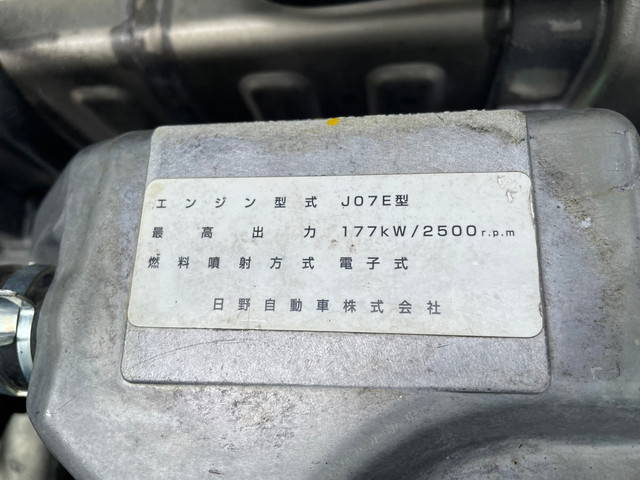 エンジン型式 J07E型
最高出力 177kW/2500r.p.m
燃料噴射方式 電子式
日野自動車株式会社